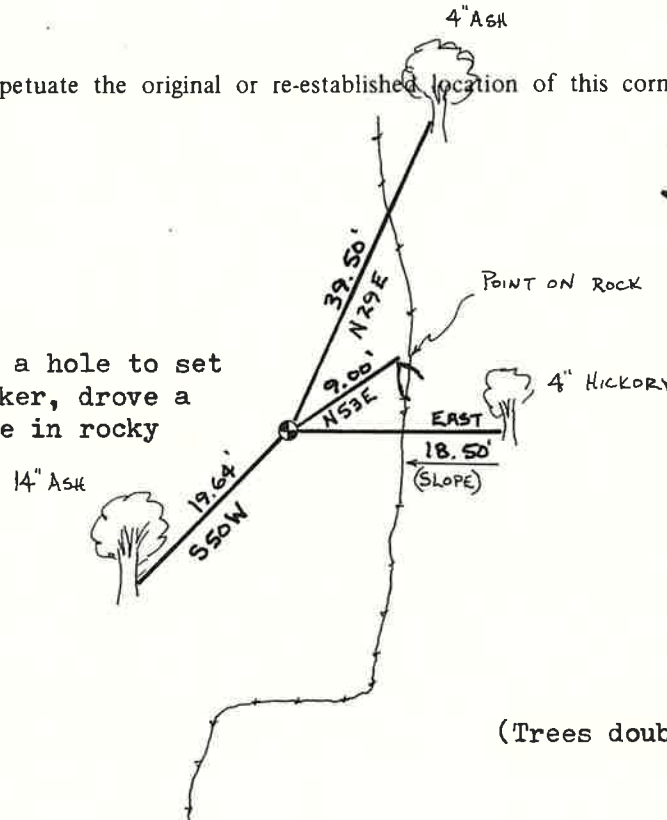 4" ASH
petuate the original or re-established location of this corn
39.50'
N29E
POINT ON ROCK
a hole to set
ker, drove a
e in rocky
9.00'
N53E
4" HICKORY
EAST
18.50'
(SLOPE)
14" ASH
19.64'
S50W
(Trees doub